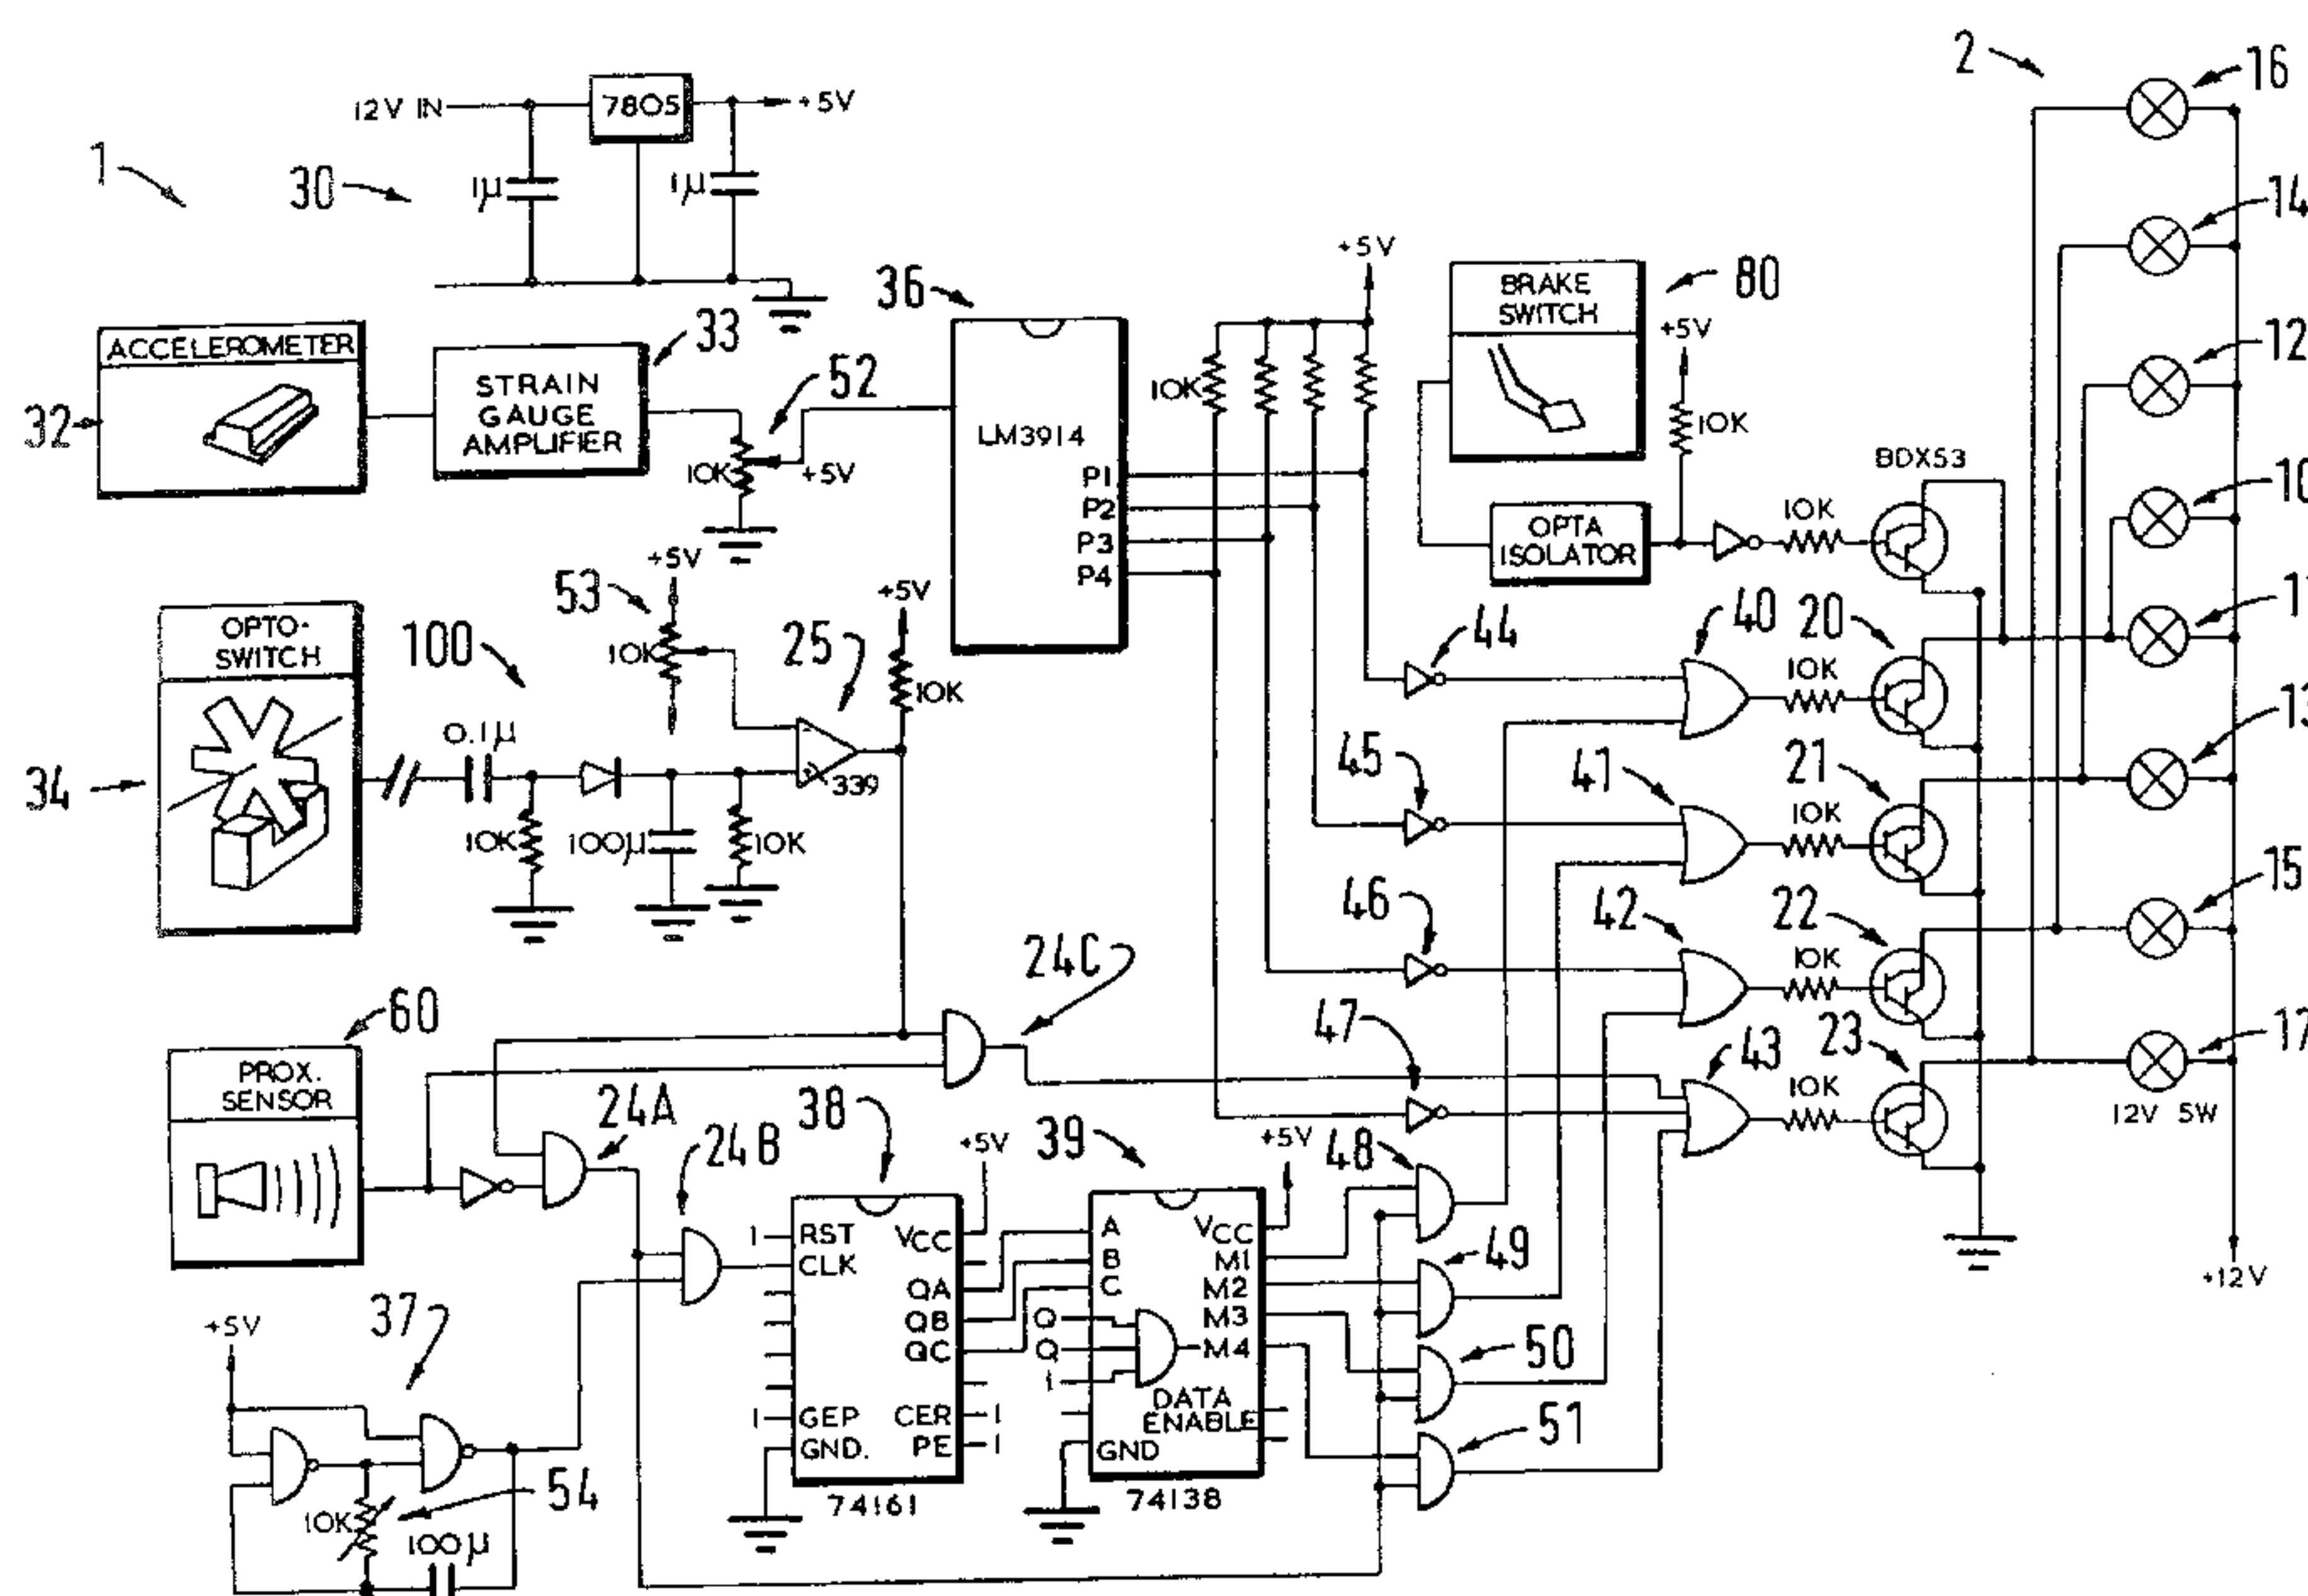 2
16
12V IN
7805
+5V
1
30
1µ
1µ
14
36
+5V
BRAKE
SWITCH
80
+5V
12
33
ACCELEROMETER
STRAIN
GAUGE
AMPLIFIER
52
32
10K
+5V
LM3914
P1
P2
P3
P4
10K
10K
BDX53
10
OPTA
ISOLATOR
10K
+5V
53
+5V
OPTO-
SWITCH
100
10K
25
10K
44
40
20
10K
0.1µ
34
10K
100µ
10K
339
45
41
21
10K
46
42
22
10K
15
24C
60
47
43
23
10K
17
PROX.
SENSOR
24A
24B
38
+5V
39
+5V
48
12V 5W
1
RST
CLK
VCC
QA
QB
QC
A
B
C
Q
Q
1
VCC
M1
M2
M3
M4
49
+12V
+5V
37
50
DATA
ENABLE
1
GEP
GND.
CER
1
PE
1
GND
51
54
10K
100µ
74161
74138